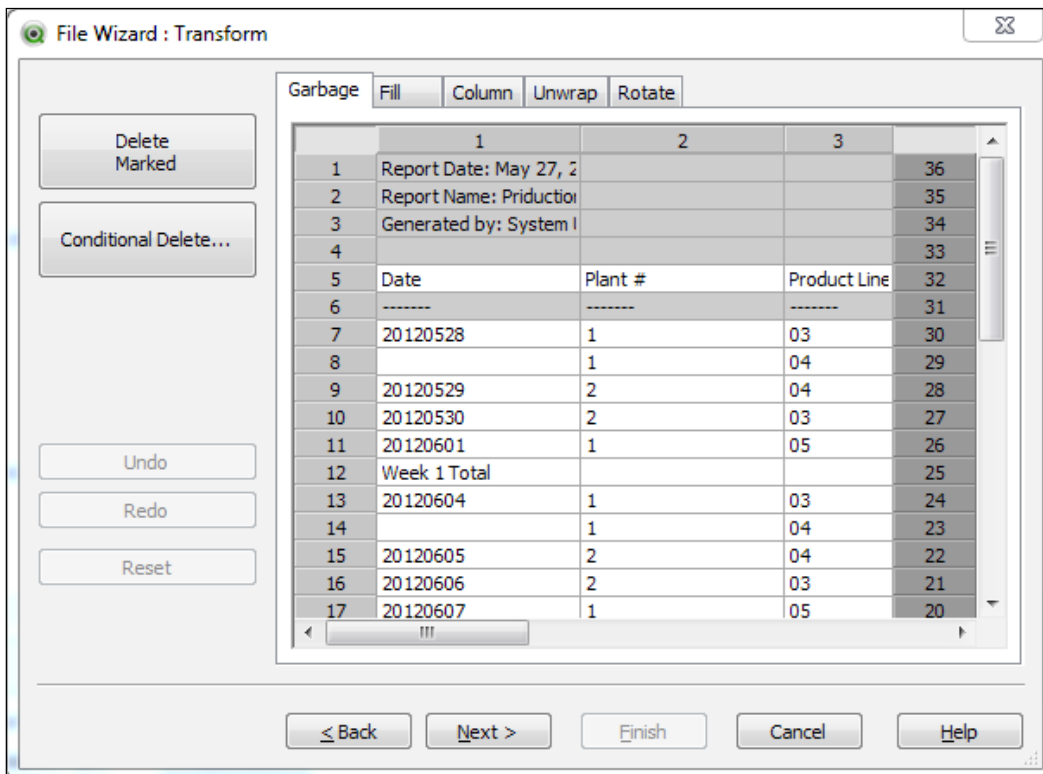 File Wizard : Transform
Garbage Fill Column Unwrap Rotate
Delete
Marked
Conditional Delete...
Undo
Redo
Reset
1 2 3
1 Report Date: May 27, 2 36
2 Report Name: Priduction 35
3 Generated by: System 34
4 33
5 Date Plant # Product Line 32
6 ------- ------- ------- 31
7 20120528 1 03 30
8 1 04 29
9 20120529 2 04 28
10 20120530 2 03 27
11 20120601 1 05 26
12 Week 1 Total 25
13 20120604 1 03 24
14 1 04 23
15 20120605 2 04 22
16 20120606 2 03 21
17 20120607 1 05 20
< Back Next > Finish Cancel Help